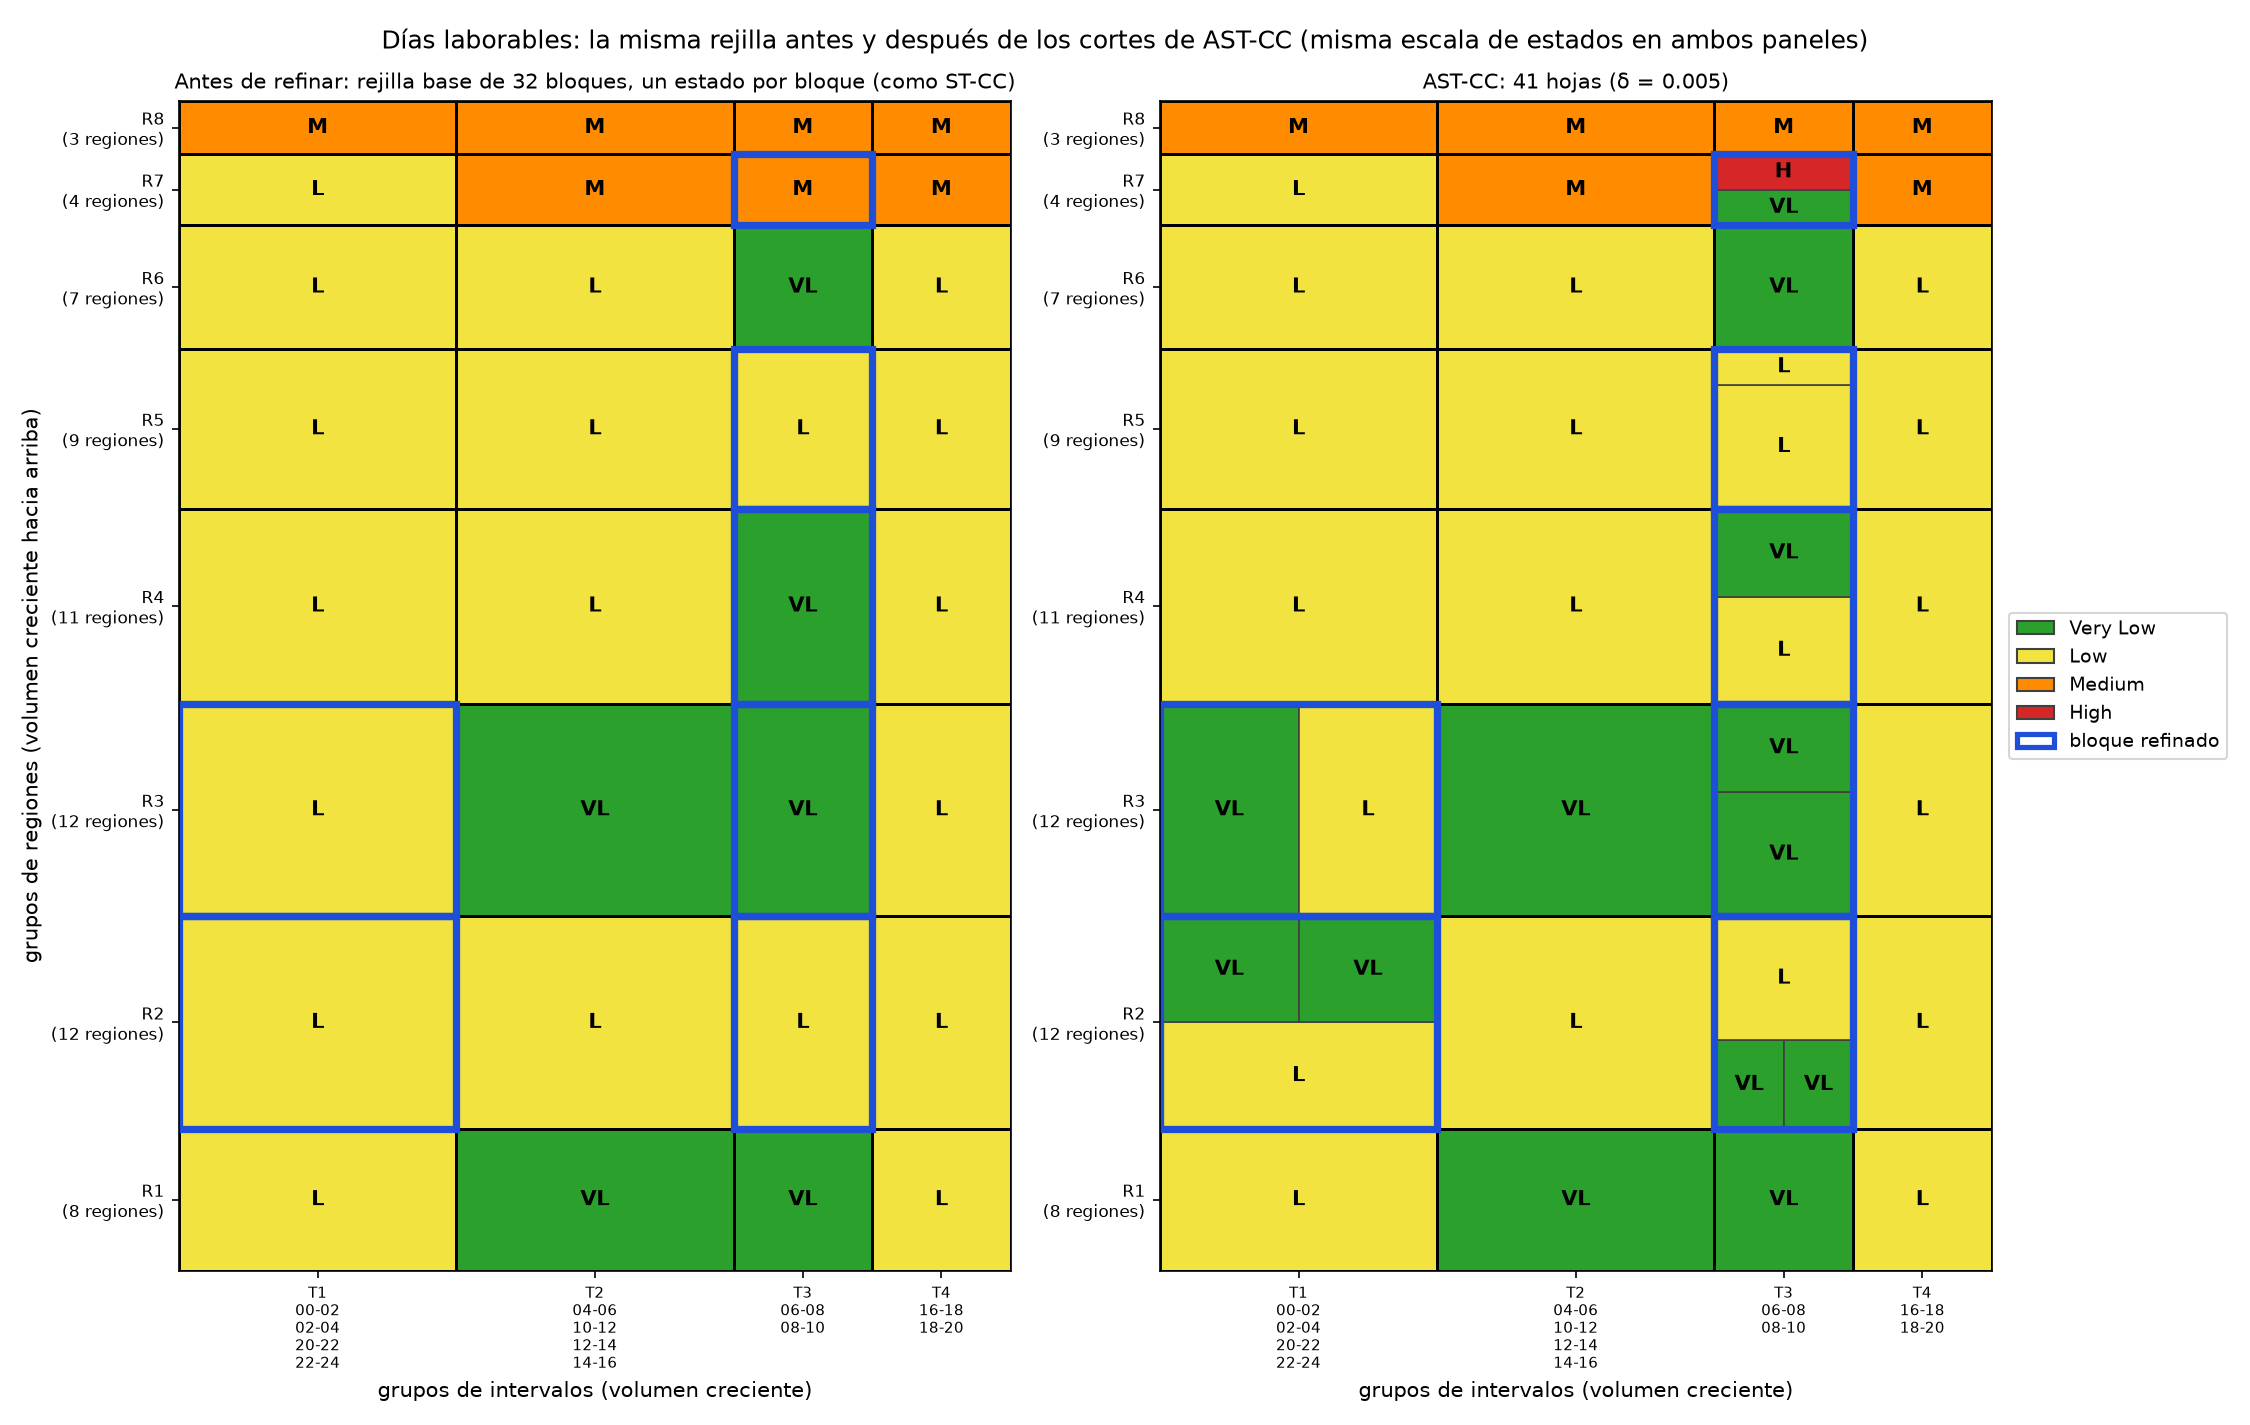 Días laborables: la misma rejilla antes y después de los cortes de AST-CC (misma escala de estados en ambos paneles)
Antes de refinar: rejilla base de 32 bloques, un estado por bloque (como ST-CC)
grupos de regiones (volumen creciente hacia arriba)
R8
(3 regiones)
M M M M
R7
(4 regiones)
L M M M
R6
(7 regiones)
L L VL L
R5
(9 regiones)
L L L L
R4
(11 regiones)
L L VL L
R3
(12 regiones)
L VL VL L
R2
(12 regiones)
L L L L
R1
(8 regiones)
L VL VL L
T1 T2 T3 T4
00-02 04-06 06-08 16-18
02-04 10-12 08-10 18-20
20-22 12-14
22-24 14-16
grupos de intervalos (volumen creciente)
AST-CC: 41 hojas (δ = 0.005)
R8
(3 regiones)
M M M M
R7
(4 regiones)
H
L M M
VL
R6
(7 regiones)
L L VL L
R5
(9 regiones)
L
L L L
L
R4
(11 regiones)
VL
L L L
L
R3
(12 regiones)
VL
VL L VL L
VL
R2
(12 regiones)
VL VL L
L L
L VL VL
R1
(8 regiones)
L VL VL L
T1 T2 T3 T4
00-02 04-06 06-08 16-18
02-04 10-12 08-10 18-20
20-22 12-14
22-24 14-16
grupos de intervalos (volumen creciente)
Very Low
Low
Medium
High
bloque refinado